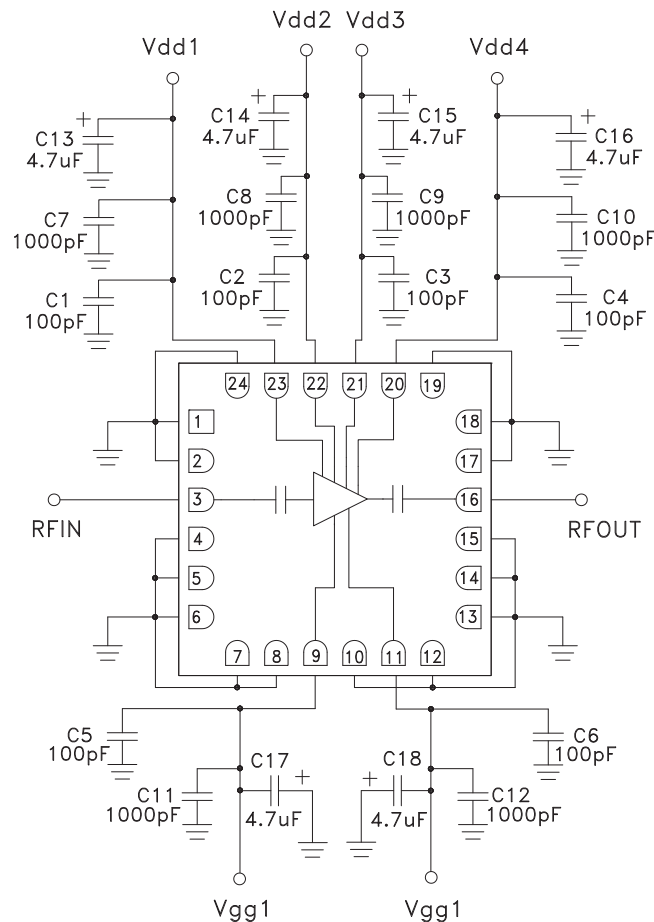 Vdd1
Vdd2
Vdd3
Vdd4
+
C13
4.7uF
+
C14
4.7uF
+
C15
4.7uF
+
C16
4.7uF
C7
1000pF
C8
1000pF
C9
1000pF
C10
1000pF
C1
100pF
C2
100pF
C3
100pF
C4
100pF
24
23
22
21
20
19
1
18
2
17
RFIN
3
16
RFOUT
4
15
5
14
6
13
7
8
9
10
11
12
C5
100pF
C6
100pF
C11
1000pF
C17
+
4.7uF
+
C18
4.7uF
C12
1000pF
Vgg1
Vgg1